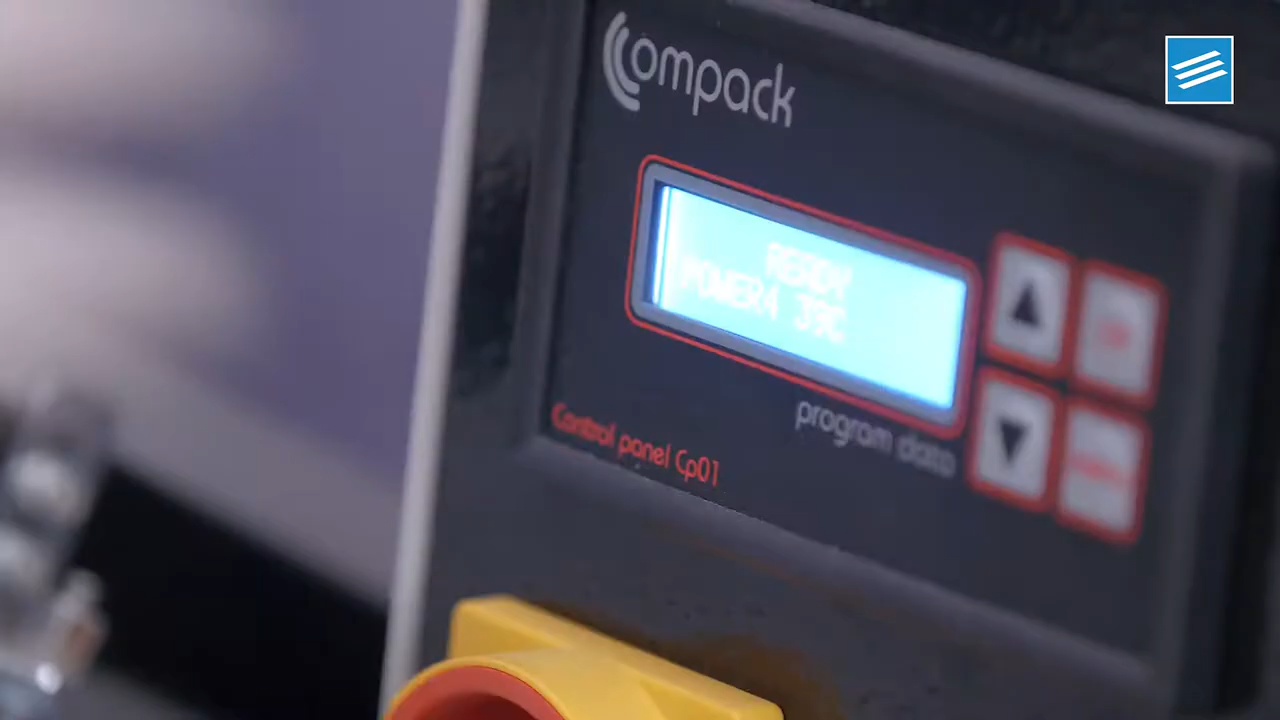 Compack
READY
POWER4 39C
program data
Control panel Cp01